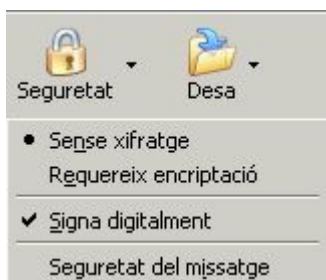 Seguretat Desa
Sense xifratge
Requereix encriptació
Signa digitalment
Seguretat del missatge